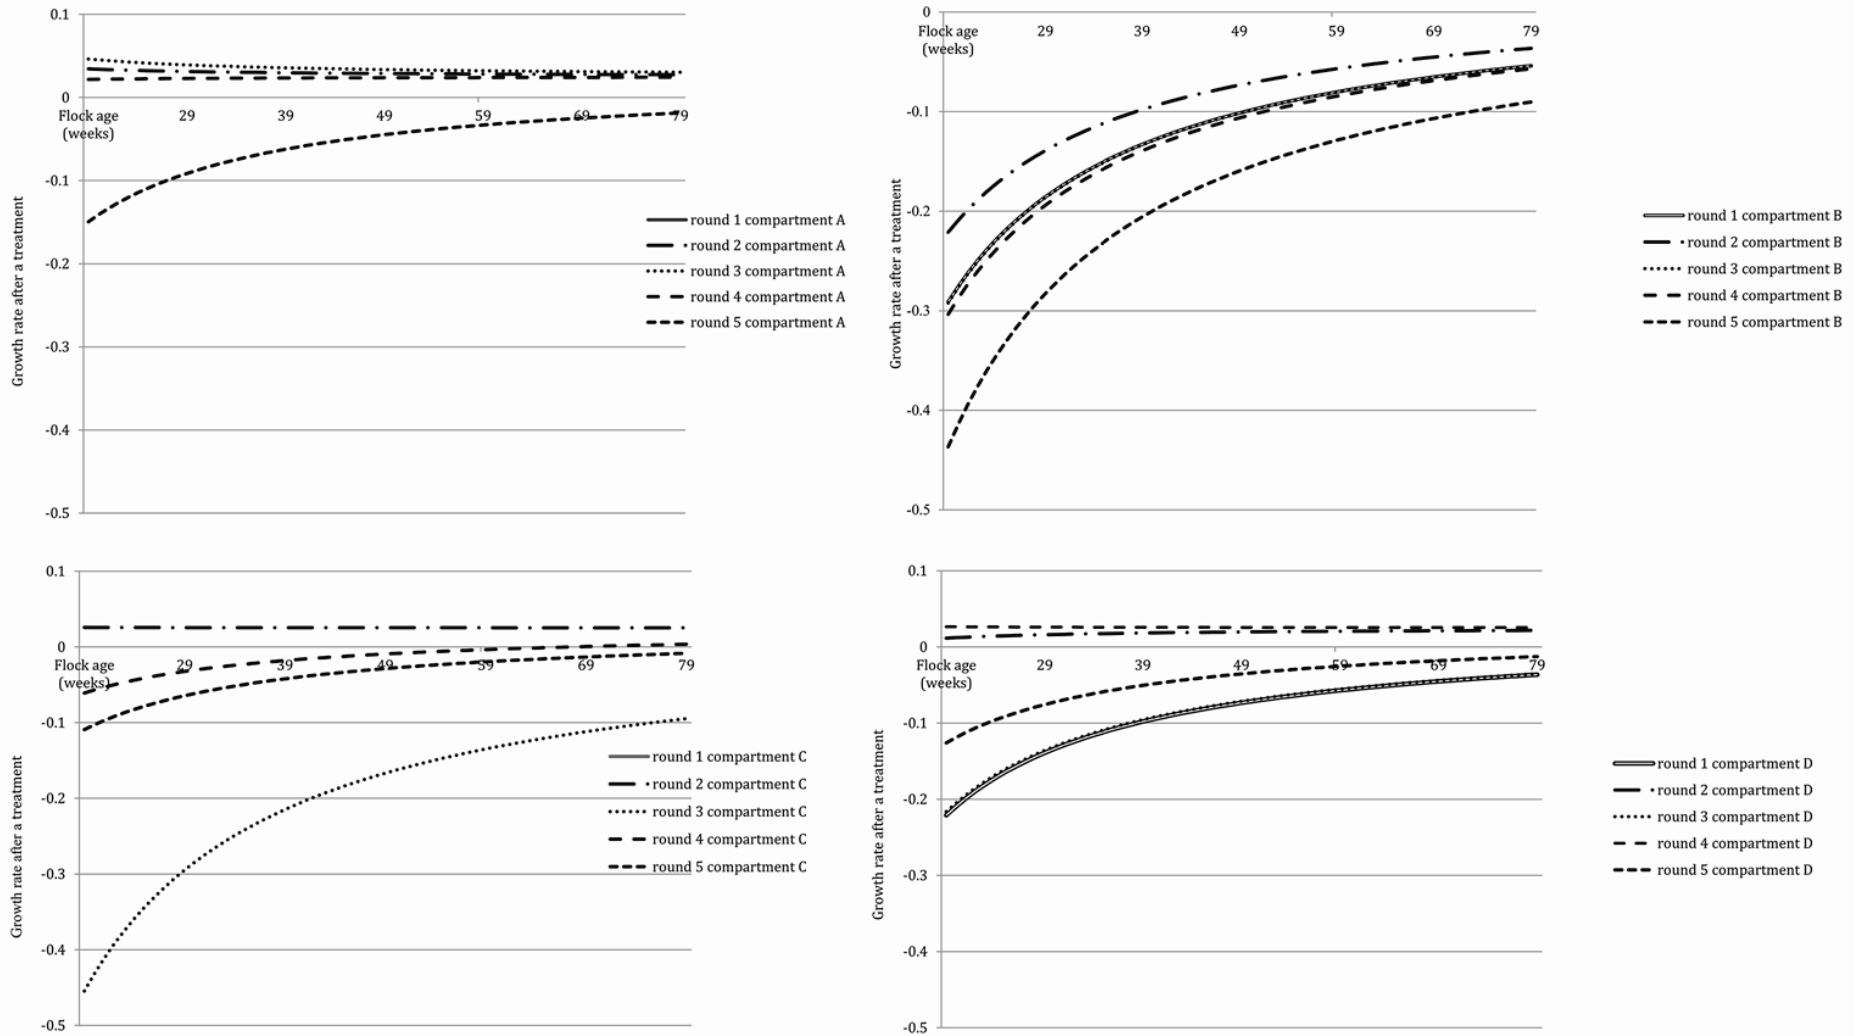 0.1
0
Flock age
(weeks)
29
39
49
59
69
79
-0.1
-0.2
-0.3
-0.4
-0.5
Growth rate after a treatment
round 1 compartment A
round 2 compartment A
round 3 compartment A
round 4 compartment A
round 5 compartment A
0
Flock age
(weeks)
29
39
49
59
69
79
-0.1
-0.2
-0.3
-0.4
-0.5
Growth rate after a treatment
round 1 compartment B
round 2 compartment B
round 3 compartment B
round 4 compartment B
round 5 compartment B
0.1
0
Flock age
(weeks)
29
39
49
59
69
79
-0.1
-0.2
-0.3
-0.4
-0.5
Growth rate after a treatment
round 1 compartment C
round 2 compartment C
round 3 compartment C
round 4 compartment C
round 5 compartment C
0.1
0
Flock age
(weeks)
29
39
49
59
69
79
-0.1
-0.2
-0.3
-0.4
-0.5
Growth rate after a treatment
round 1 compartment D
round 2 compartment D
round 3 compartment D
round 4 compartment D
round 5 compartment D